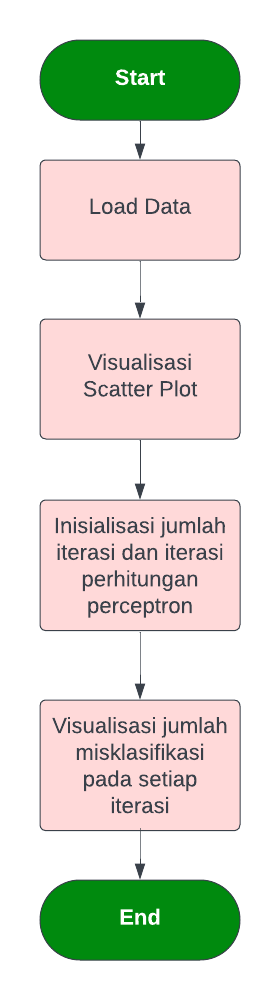 Start
Load Data
Visualisasi
Scatter Plot
Inisialisasi jumlah
iterasi dan iterasi
perhitungan
perceptron
Visualisasi jumlah
misklasifikasi
pada setiap
iterasi
End